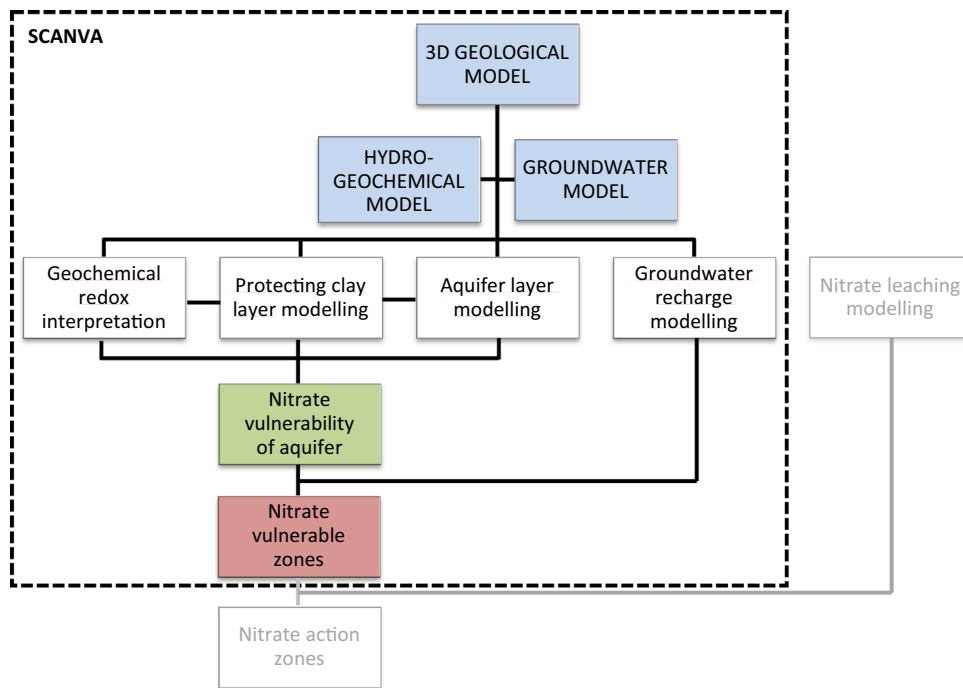 SCANVA
3D GEOLOGICAL
MODEL
HYDRO-
GEOCHEMICAL
MODEL
GROUNDWATER
MODEL
Geochemical
redox
interpretation
Protecting clay
layer modelling
Aquifer layer
modelling
Groundwater
recharge
modelling
Nitrate leaching
modelling
Nitrate
vulnerability
of aquifer
Nitrate
vulnerable
zones
Nitrate action
zones